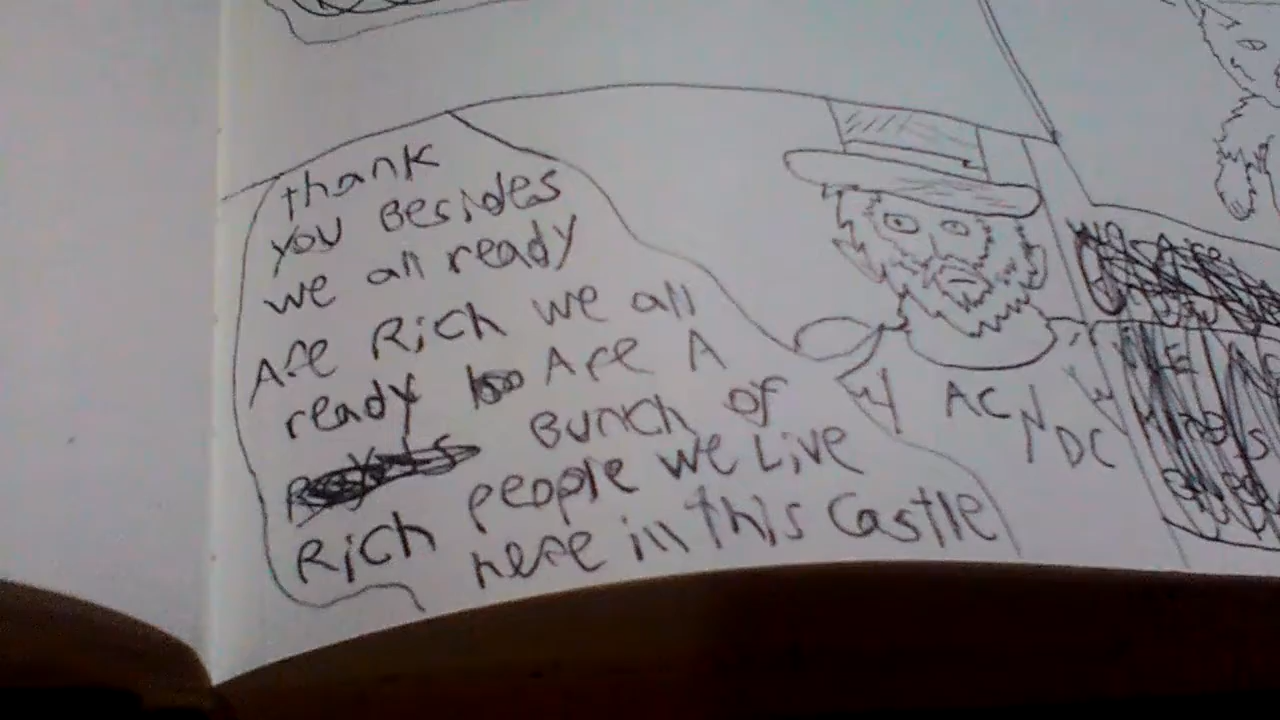 thank
you Besides
we all ready
Are Rich we all
ready Are A
Bunch of
Rich people we Live
here in this Castle
AC
DC